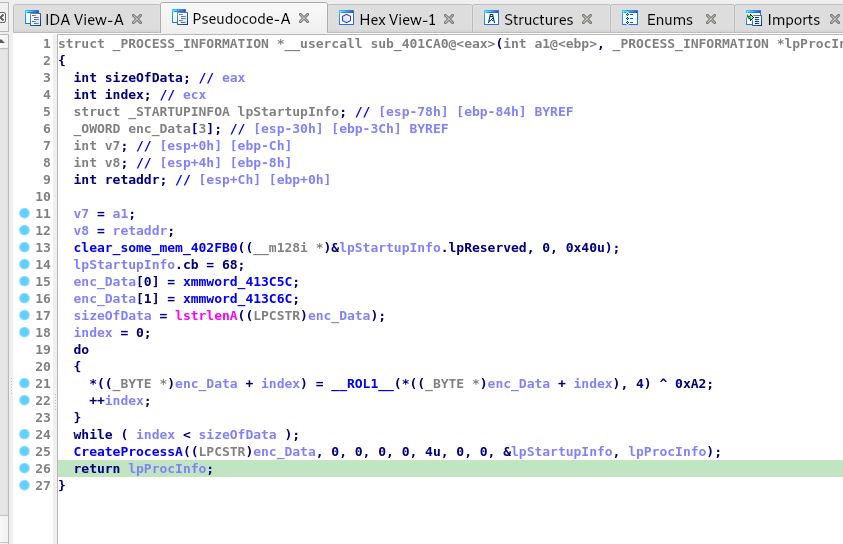 IDA View-A Pseudocode-A Hex View-1 Structures Enums Imports
1 struct _PROCESS_INFORMATION *__usercall sub_401CA0@<eax>(int a1@<ebp>, _PROCESS_INFORMATION *lpProcIn
2 {
3 int sizeOfData; // eax
4 int index; // ecx
5 struct _STARTUPINFOA lpStartupInfo; // [esp-78h] [ebp-84h] BYREF
6 _OWORD enc_Data[3]; // [esp-30h] [ebp-3Ch] BYREF
7 int v7; // [esp+0h] [ebp-Ch]
8 int v8; // [esp+4h] [ebp-8h]
9 int retaddr; // [esp+Ch] [ebp+0h]
10
11 v7 = a1;
12 v8 = retaddr;
13 clear_some_mem_402FB0((__m128i *)&lpStartupInfo.lpReserved, 0, 0x40u);
14 lpStartupInfo.cb = 68;
15 enc_Data[0] = xmmword_413C5C;
16 enc_Data[1] = xmmword_413C6C;
17 sizeOfData = lstrlenA((LPCSTR)enc_Data);
18 index = 0;
19 do
20 {
21 *((_BYTE *)enc_Data + index) = __ROL1__(*((_BYTE *)enc_Data + index), 4) ^ 0xA2;
22 ++index;
23 }
24 while ( index < sizeOfData );
25 CreateProcessA((LPCSTR)enc_Data, 0, 0, 0, 0, 4u, 0, 0, &lpStartupInfo, lpProcInfo);
26 return lpProcInfo;
27 }